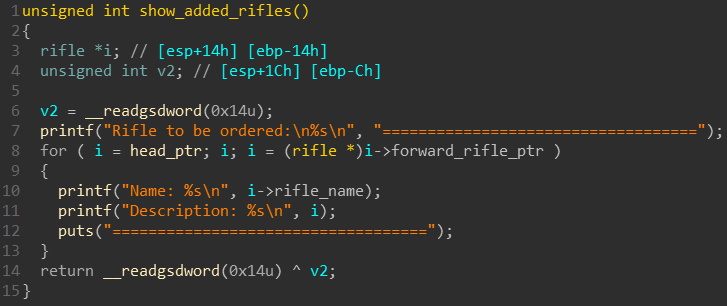 1 unsigned int show_added_rifles()
2 {
3   rifle *i; // [esp+14h] [ebp-14h]
4   unsigned int v2; // [esp+1Ch] [ebp-Ch]
5
6   v2 = __readgsdword(0x14u);
7   printf("Rifle to be ordered:\n%s\n", "===================================");
8   for ( i = head_ptr; i; i = (rifle *)i->forward_rifle_ptr )
9   {
10     printf("Name: %s\n", i->rifle_name);
11     printf("Description: %s\n", i);
12     puts("===================================");
13   }
14   return __readgsdword(0x14u) ^ v2;
15 }